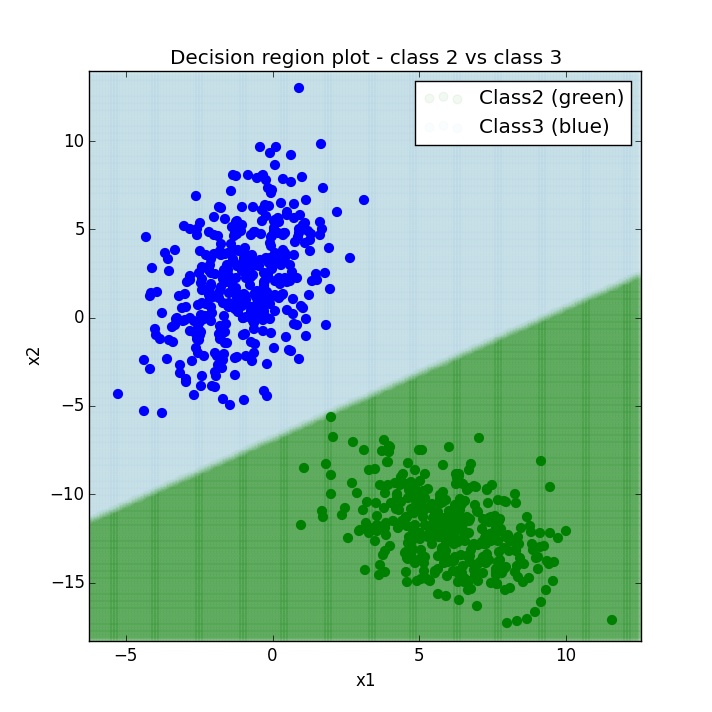 Decision region plot - class 2 vs class 3
Class2 (green)
Class3 (blue)
x2
10
5
0
−5
−10
−15
−5 0 5 10
x1